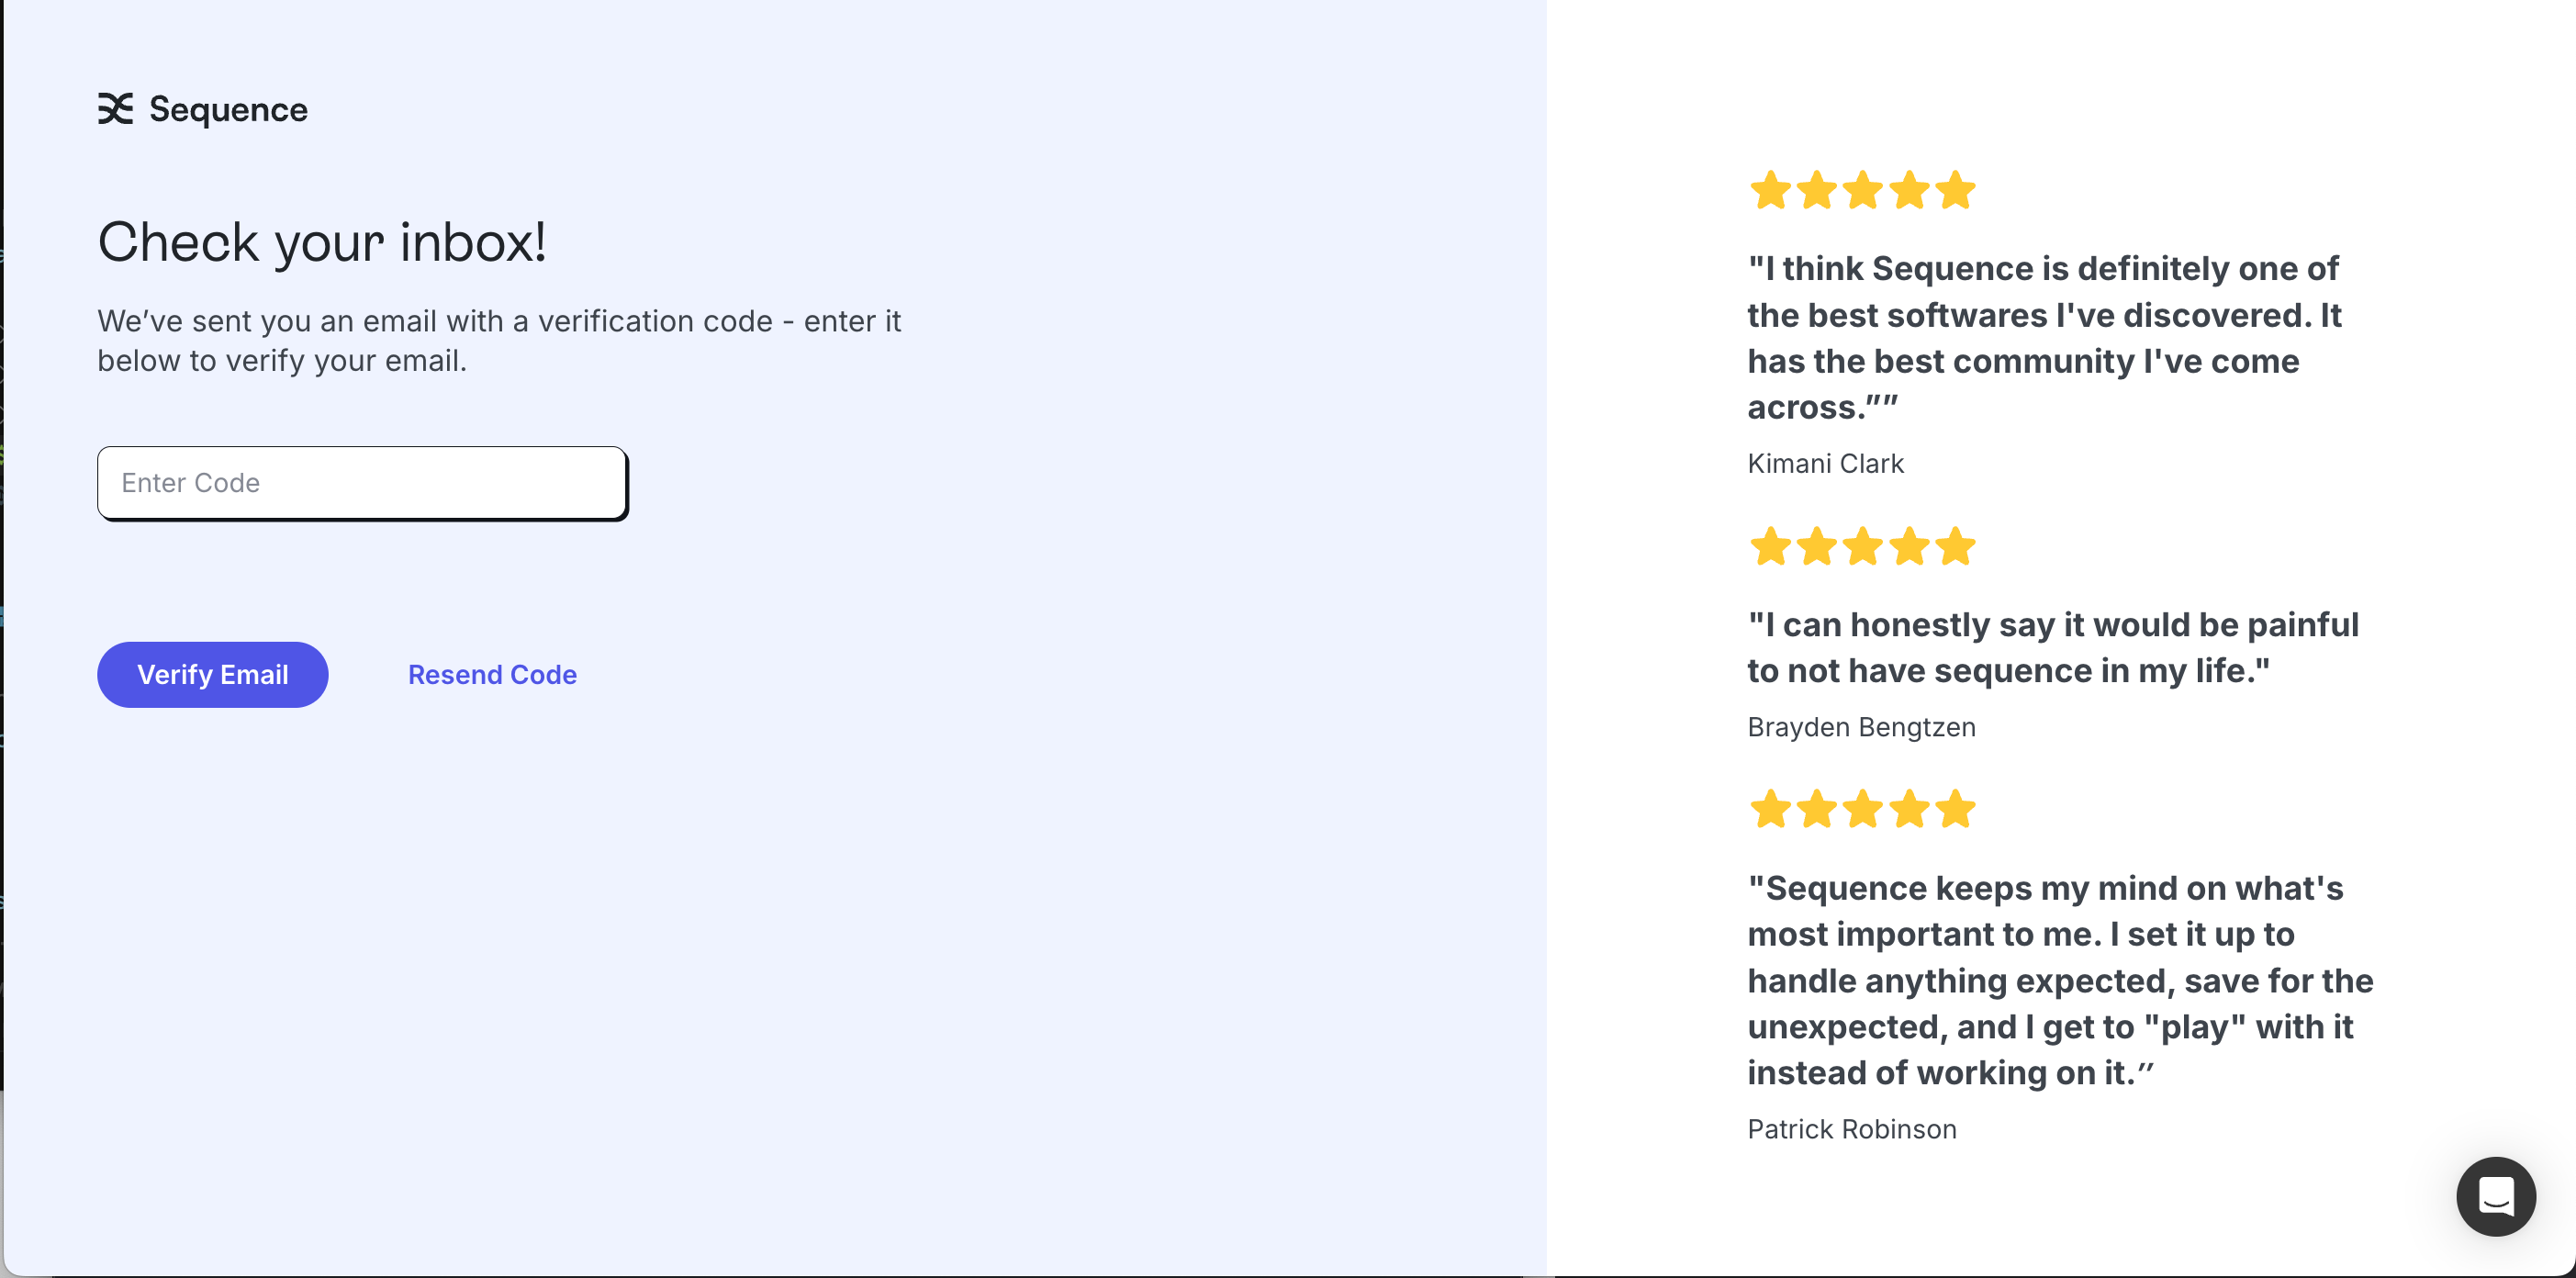 Sequence
Check your inbox!
We’ve sent you an email with a verification code - enter it
below to verify your email.
Enter Code
Verify Email
Resend Code
"I think Sequence is definitely one of
the best softwares I've discovered. It
has the best community I've come
across.””
Kimani Clark
"I can honestly say it would be painful
to not have sequence in my life."
Brayden Bengtzen
"Sequence keeps my mind on what's
most important to me. I set it up to
handle anything expected, save for the
unexpected, and I get to "play" with it
instead of working on it.”
Patrick Robinson